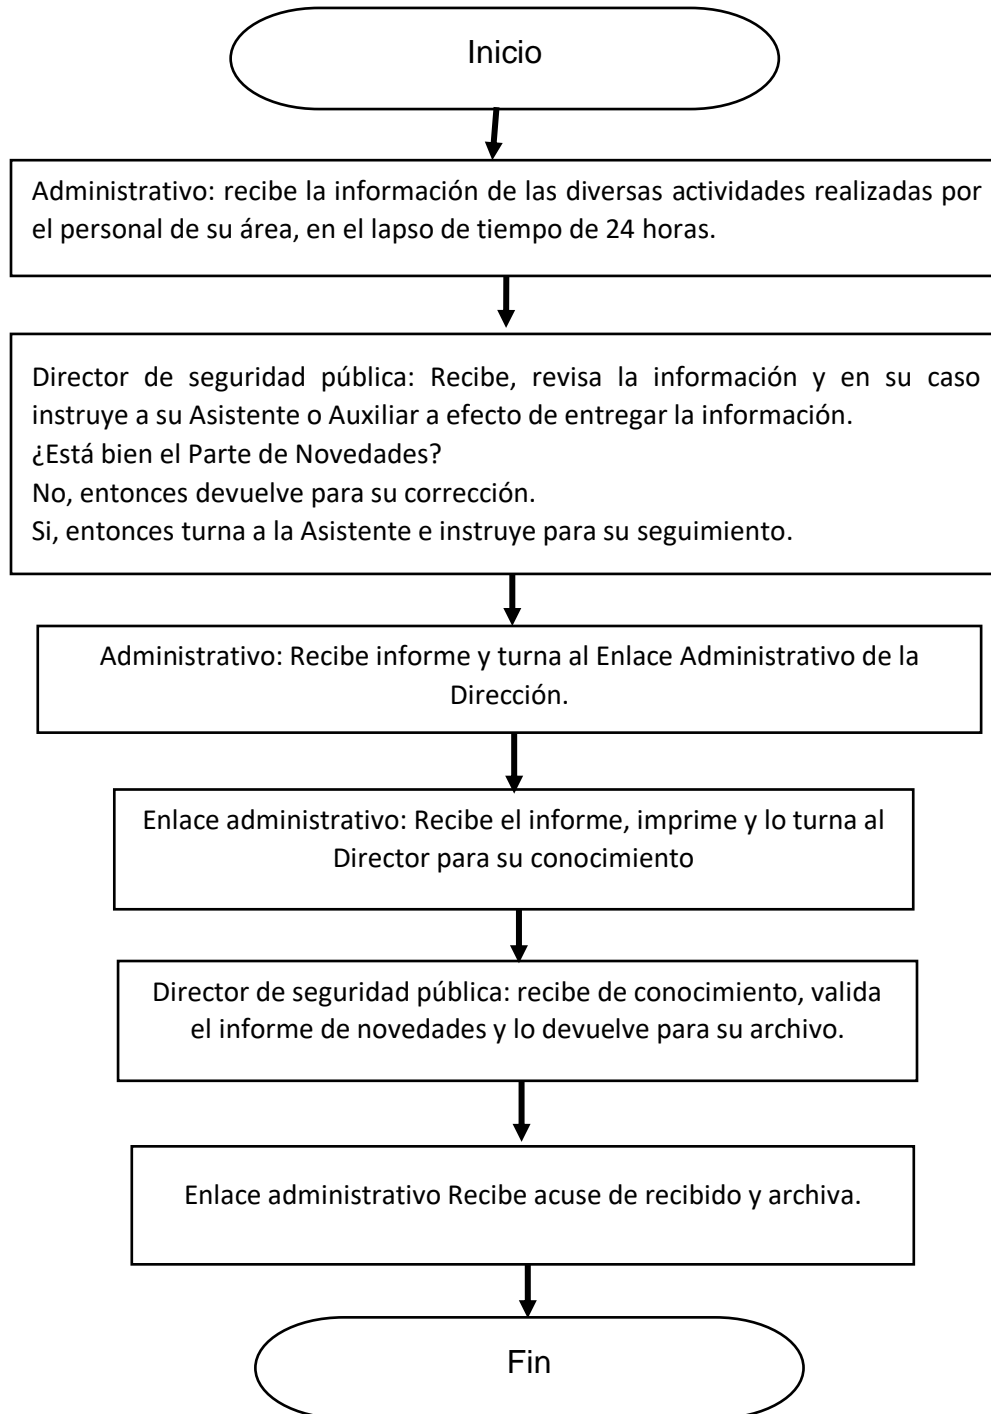 Inicio
Administrativo: recibe la información de las diversas actividades realizadas por
el personal de su área, en el lapso de tiempo de 24 horas.
Director de seguridad pública: Recibe, revisa la información y en su caso
instruye a su Asistente o Auxiliar a efecto de entregar la información.
¿Está bien el Parte de Novedades?
No, entonces devuelve para su corrección.
Si, entonces turna a la Asistente e instruye para su seguimiento.
Administrativo: Recibe informe y turna al Enlace Administrativo de la
Dirección.
Enlace administrativo: Recibe el informe, imprime y lo turna al
Director para su conocimiento
Director de seguridad pública: recibe de conocimiento, valida
el informe de novedades y lo devuelve para su archivo.
Enlace administrativo Recibe acuse de recibido y archiva.
Fin